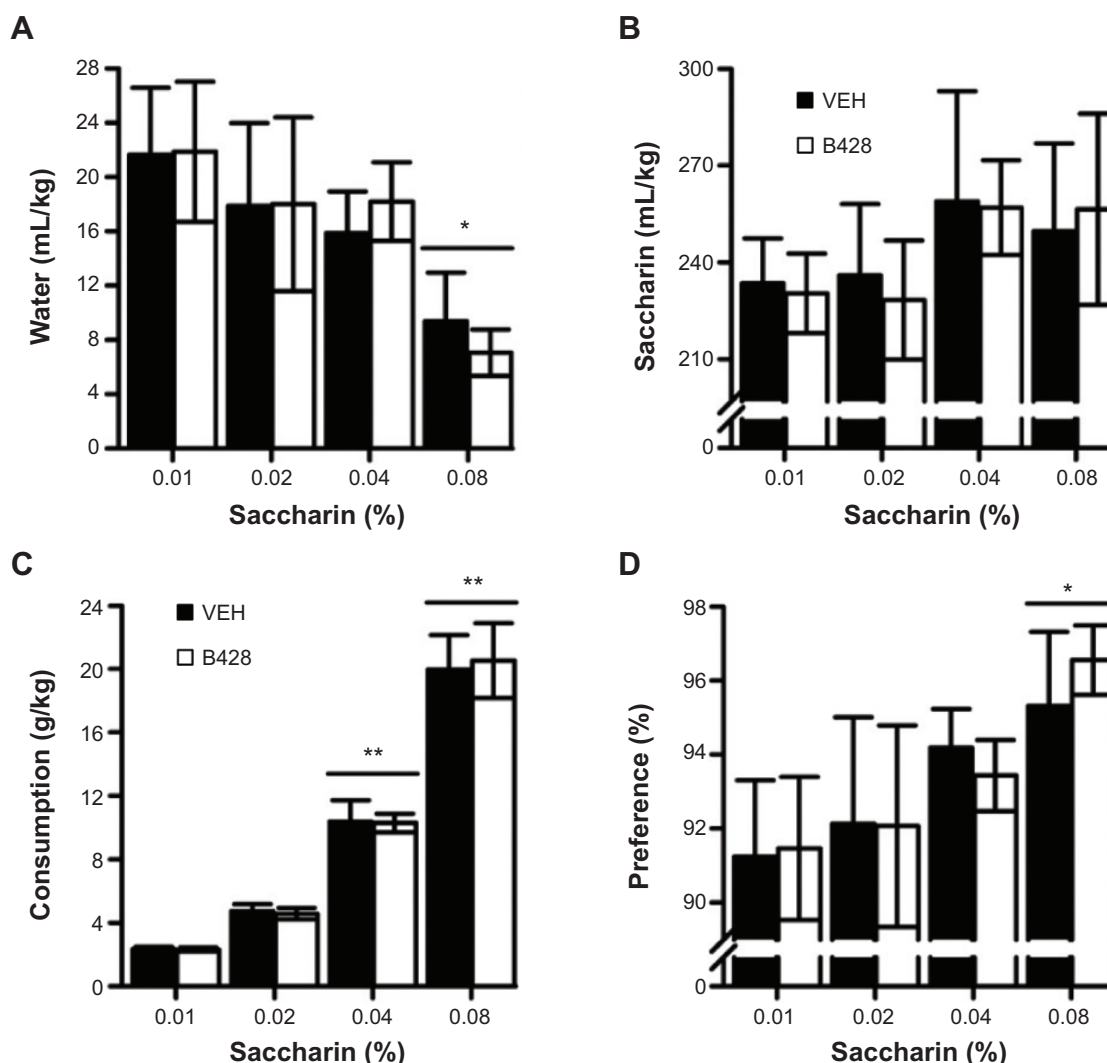 A
Water (mL/kg)
28
24
20
16
12
8
4
0
*
0.01 0.02 0.04 0.08
Saccharin (%)
B
Saccharin (mL/kg)
300
270
240
210
0
VEH
B428
0.01 0.02 0.04 0.08
Saccharin (%)
C
Consumption (g/kg)
24
20
16
12
8
4
0
VEH
B428
**
**
0.01 0.02 0.04 0.08
Saccharin (%)
D
Preference (%)
98
96
94
92
90
0
*
0.01 0.02 0.04 0.08
Saccharin (%)